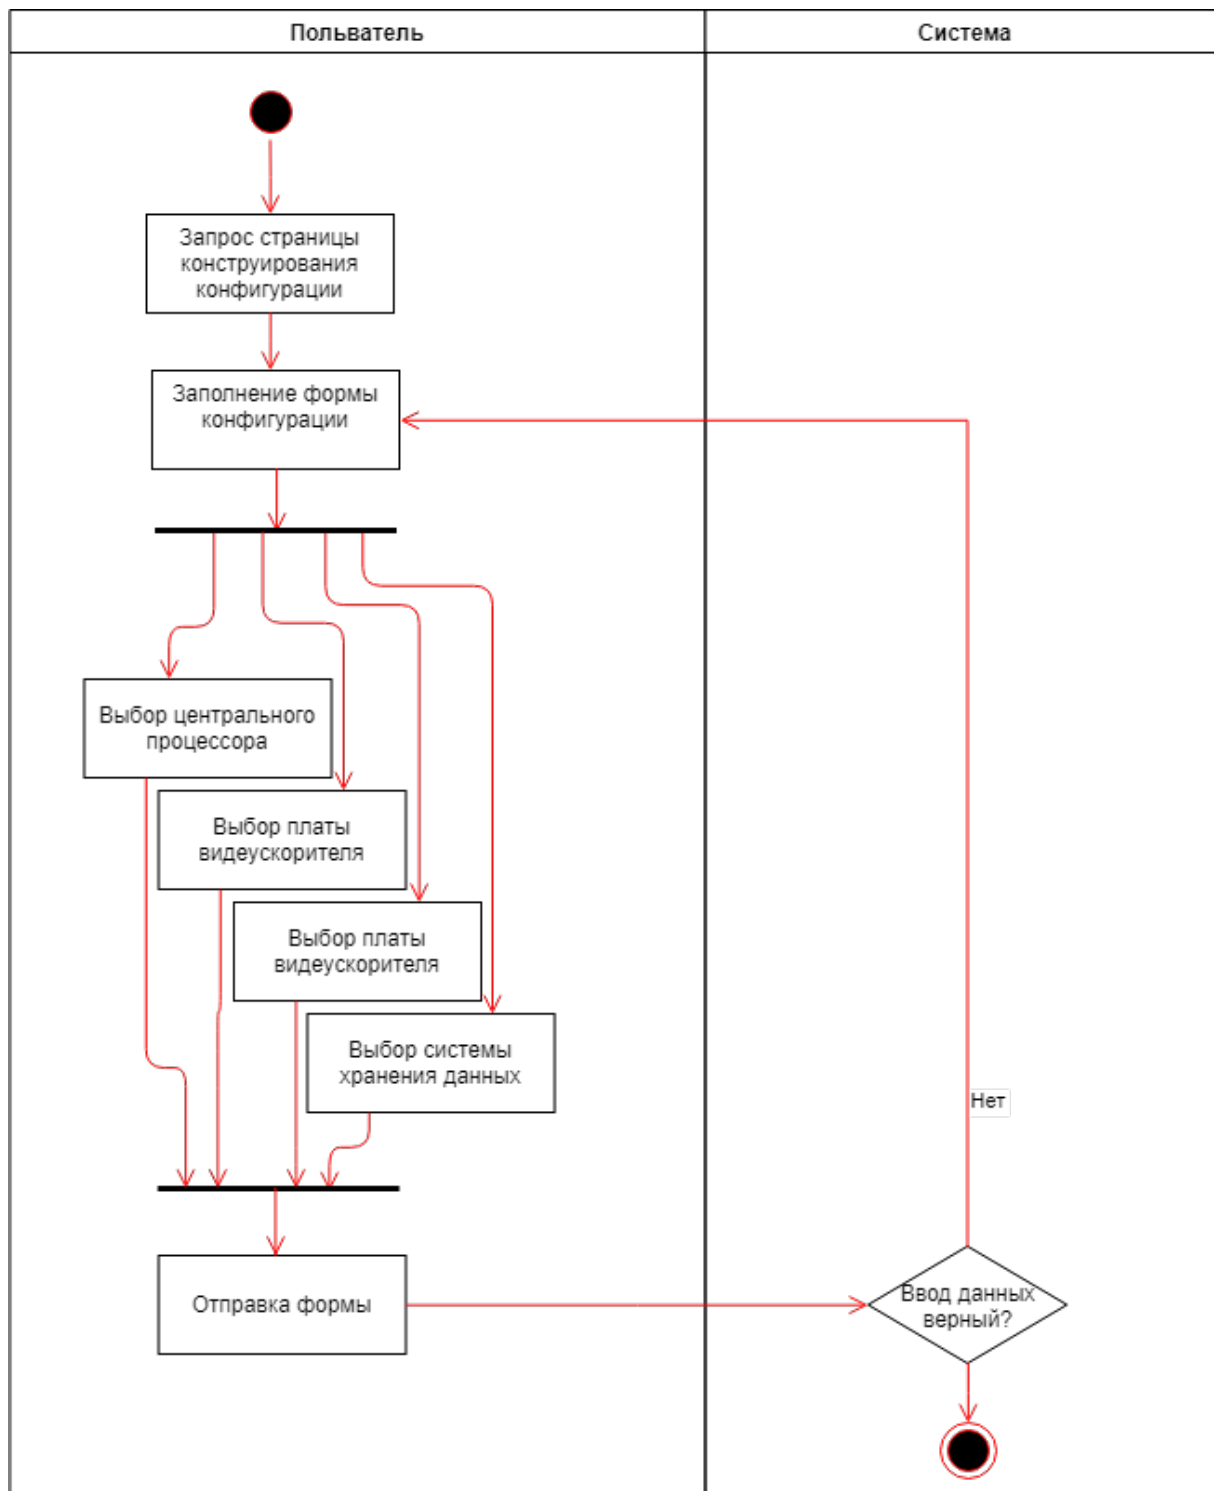 Польватель
Система
Запрос страницы
конструирования
конфигурации
Заполнение формы
конфигурации
Выбор центрального
процессора
Выбор платы
видеускорителя
Выбор платы
видеускорителя
Выбор системы
хранения данных
Нет
Отправка формы
Ввод данных
верный?